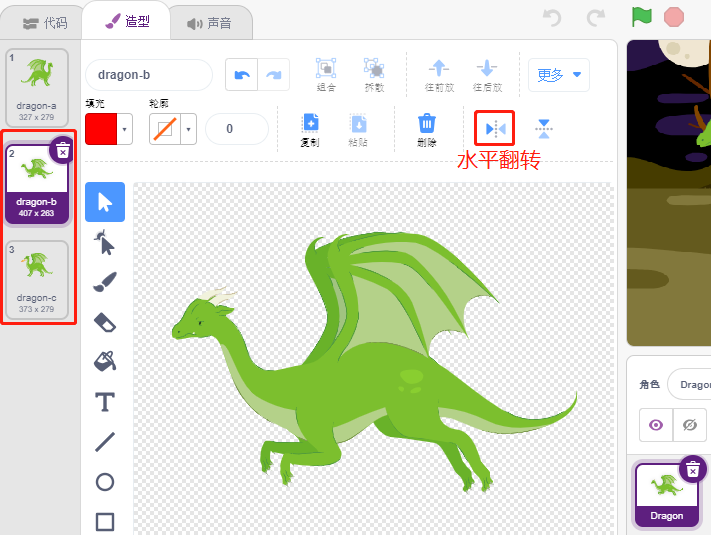 代码
造型
声音
1
dragon-a
327 x 279
2
dragon-b
407 x 263
3
dragon-c
373 x 279
dragon-b
组合
拆散
往前放
往后放
更多
填充
轮廓
0
复制
粘贴
删除
水平翻转
T
角色
Drago
Dragon